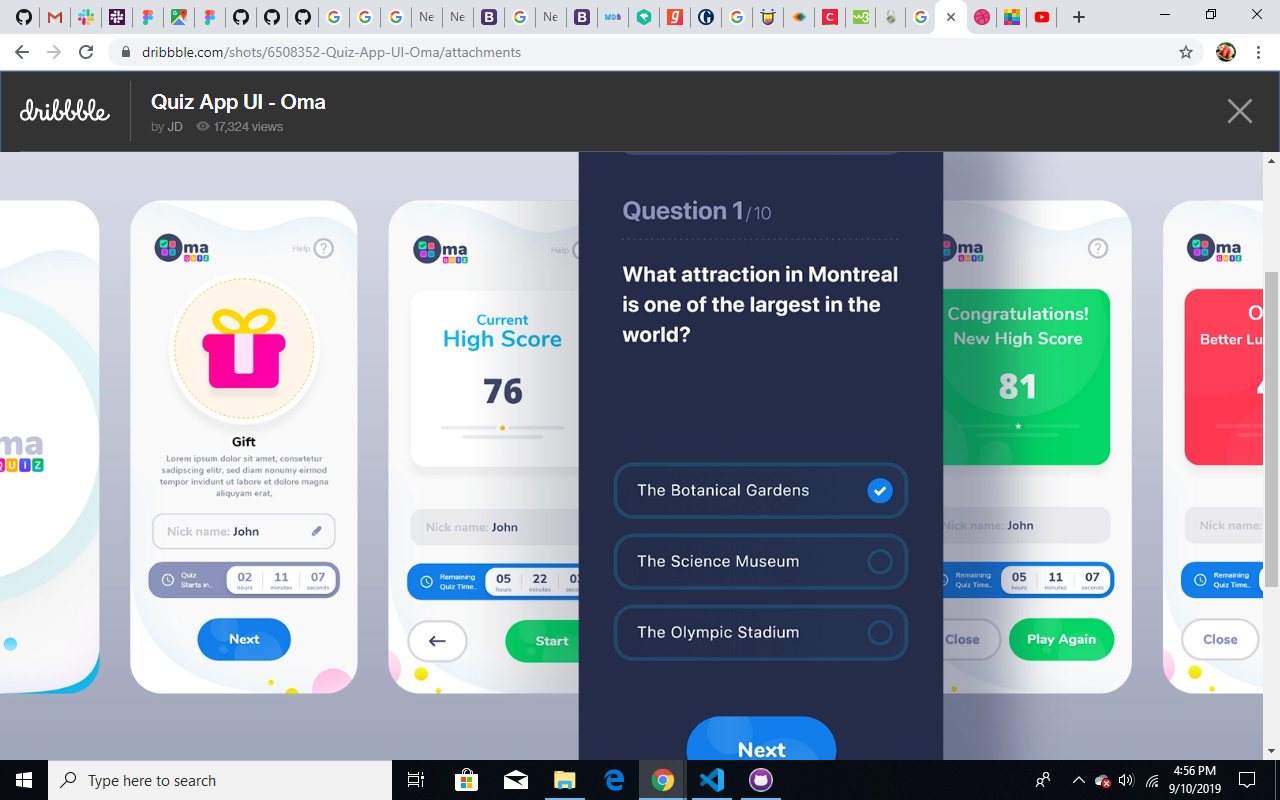 Ne
Ne
Ne
dribbble.com/shots/6508352-Quiz-App-UI-Oma/attachments
dribbble
Quiz App UI - Oma
by JD 17,324 views
ma
QUIZ
Oma
QUIZ
Help ?
Gift
Lorem ipsum dolor sit amet, consetetur
sadipscing elitr, sed diam nonumy eirmod
tempor invidunt ut labore et dolore magna
aliquyam erat,
Nick name: John
Quiz
Starts in..
02 11 07
hours minutes seconds
Next
Oma
QUIZ
Help
Current
High Score
76
Nick name: John
Remaining
Quiz Time..
05 22
hours minutes
Start
Question 1/10
What attraction in Montreal
is one of the largest in the
world?
The Botanical Gardens
The Science Museum
The Olympic Stadium
Next
ma
QUIZ
?
Congratulations!
New High Score
81
Nick name: John
Remaining
Quiz Time..
05 11 07
hours minutes seconds
Close
Play Again
Oma
QUIZ
O
Better Lu
4
Nick name:
Remaining
Quiz Time..
Close
Type here to search
4:56 PM
9/10/2019